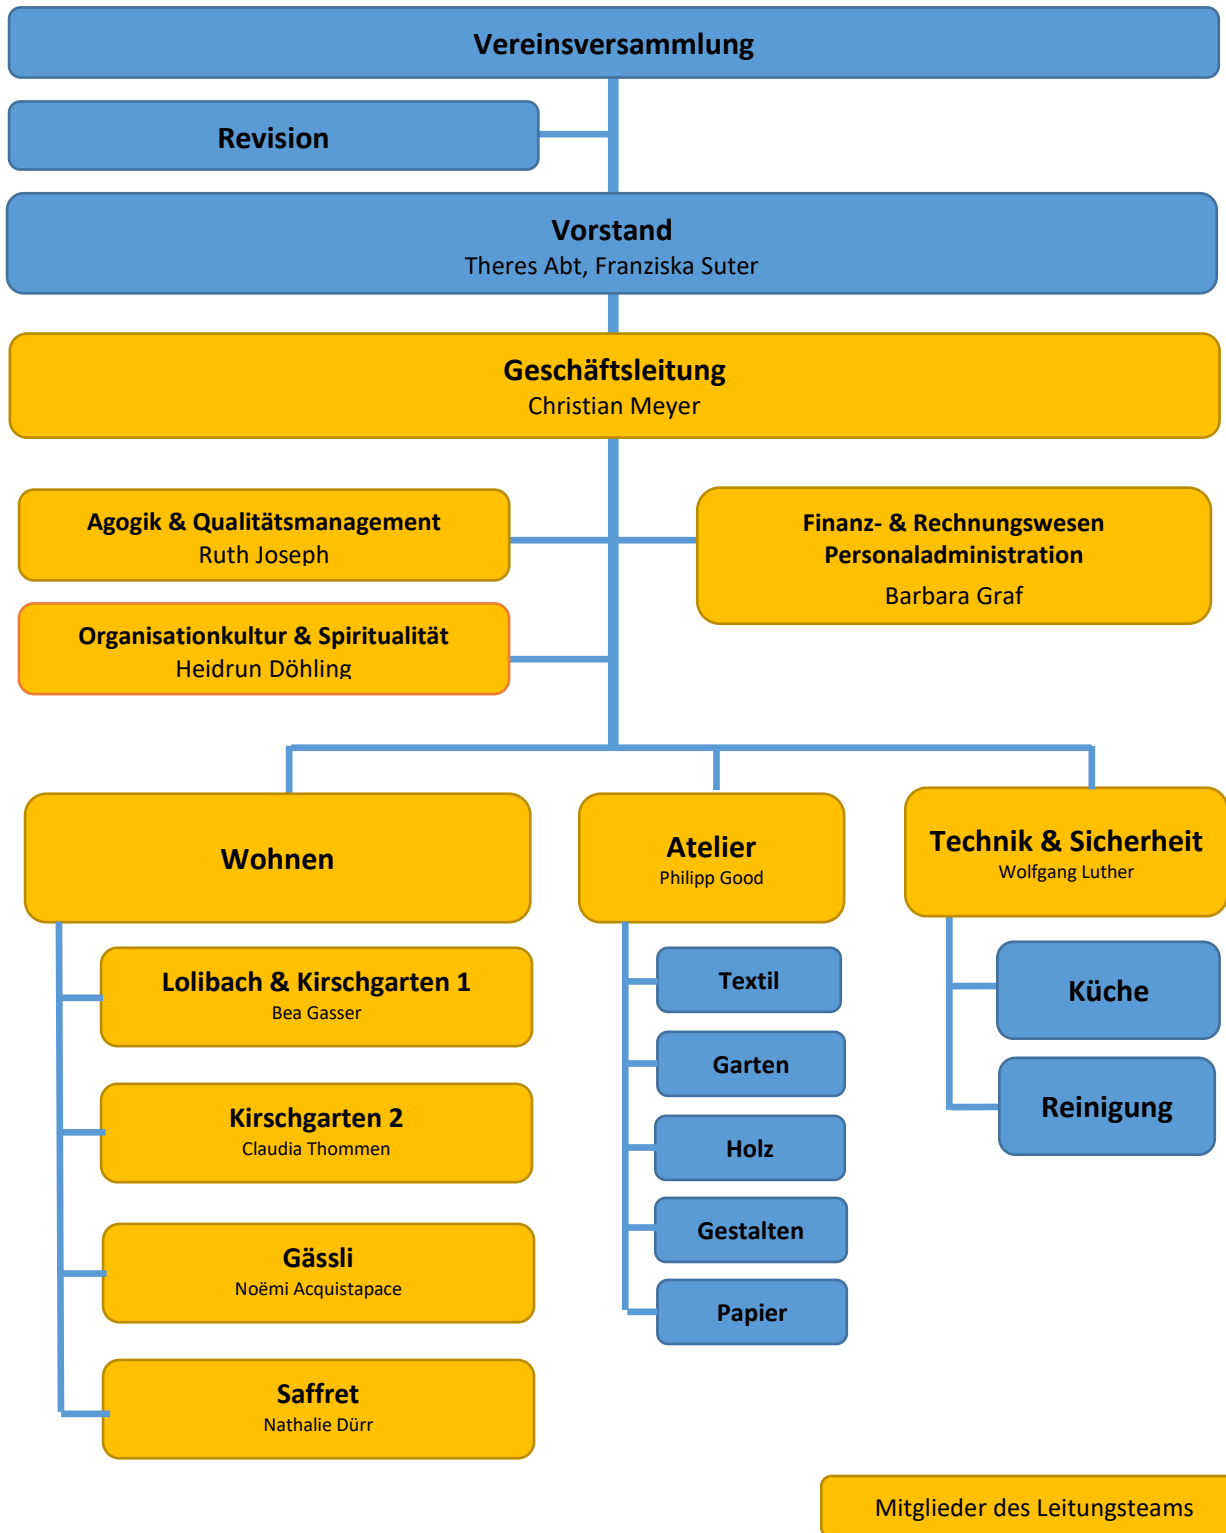 Vereinsversammlung
Revision
Vorstand
Theres Abt, Franziska Suter
Geschäftsleitung
Christian Meyer
Agogik & Qualitätsmanagement
Ruth Joseph
Finanz- & Rechnungswesen
Personaladministration
Barbara Graf
Organisationkultur & Spiritualität
Heidrun Döhling
Wohnen
Lolibach & Kirschgarten 1
Bea Gasser
Kirschgarten 2
Claudia Thommen
Gässli
Noëmi Acquistapace
Saffret
Nathalie Dürr
Atelier
Philipp Good
Textil
Garten
Holz
Gestalten
Papier
Technik & Sicherheit
Wolfgang Luther
Küche
Reinigung
Mitglieder des Leitungsteams